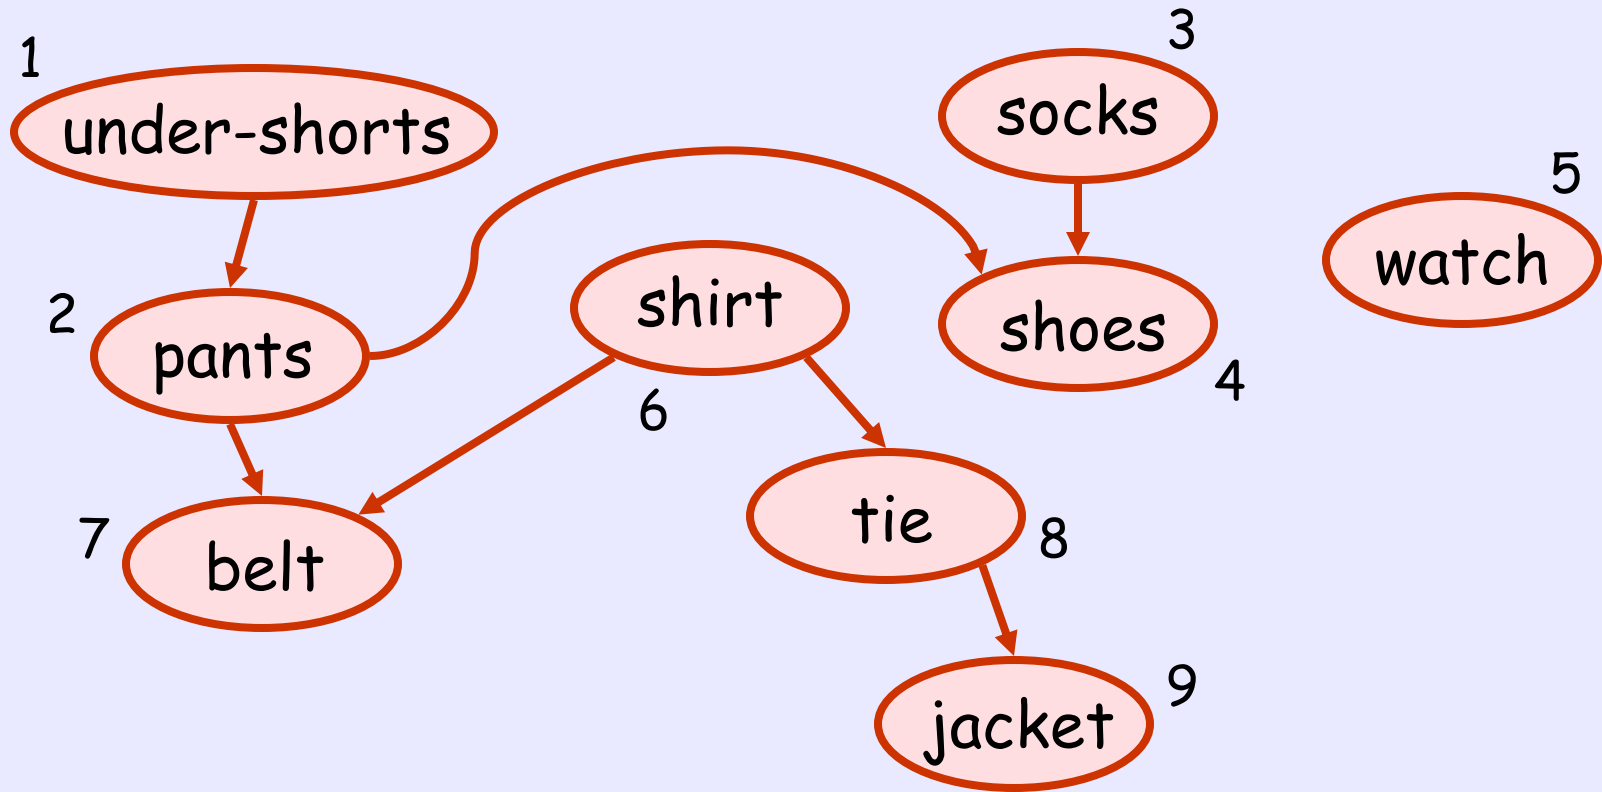 1
under-shorts
3
socks
5
watch
2
pants
shirt
6
shoes
4
7
belt
tie
8
jacket
9